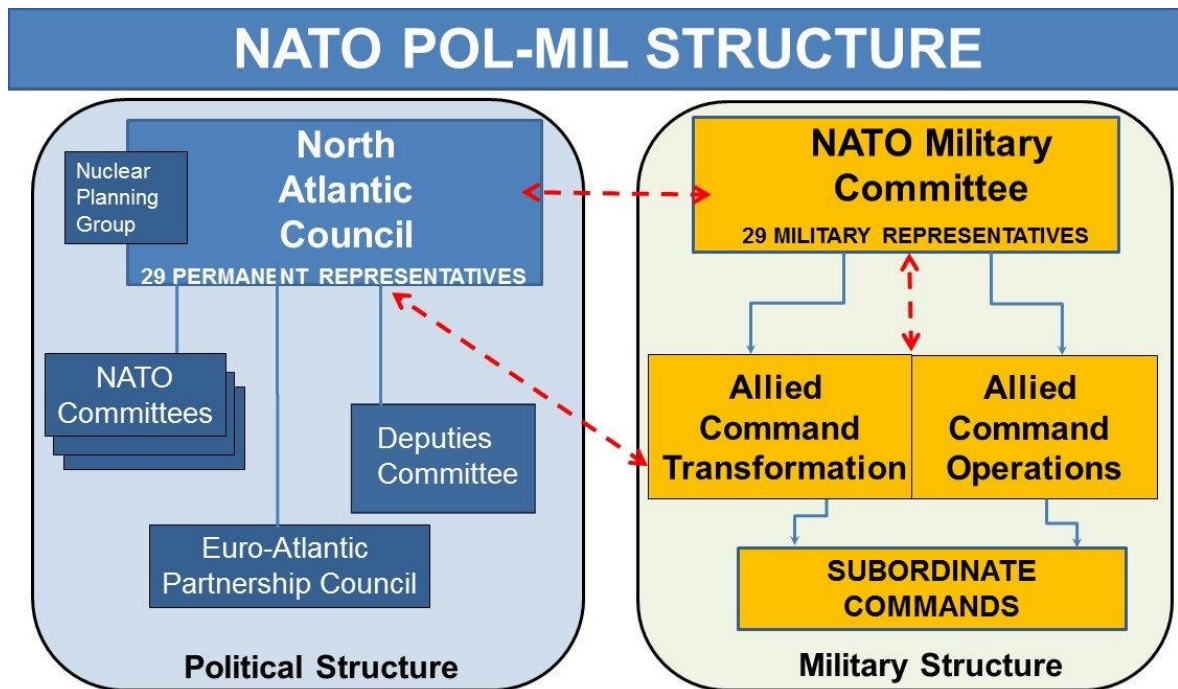 NATO POL-MIL STRUCTURE
Nuclear
Planning
Group
North
Atlantic
Council
29 PERMANENT REPRESENTATIVES
NATO
Committees
Deputies
Committee
Euro-Atlantic
Partnership Council
Political Structure
NATO Military
Committee
29 MILITARY REPRESENTATIVES
Allied
Command
Transformation
Allied
Command
Operations
SUBORDINATE
COMMANDS
Military Structure